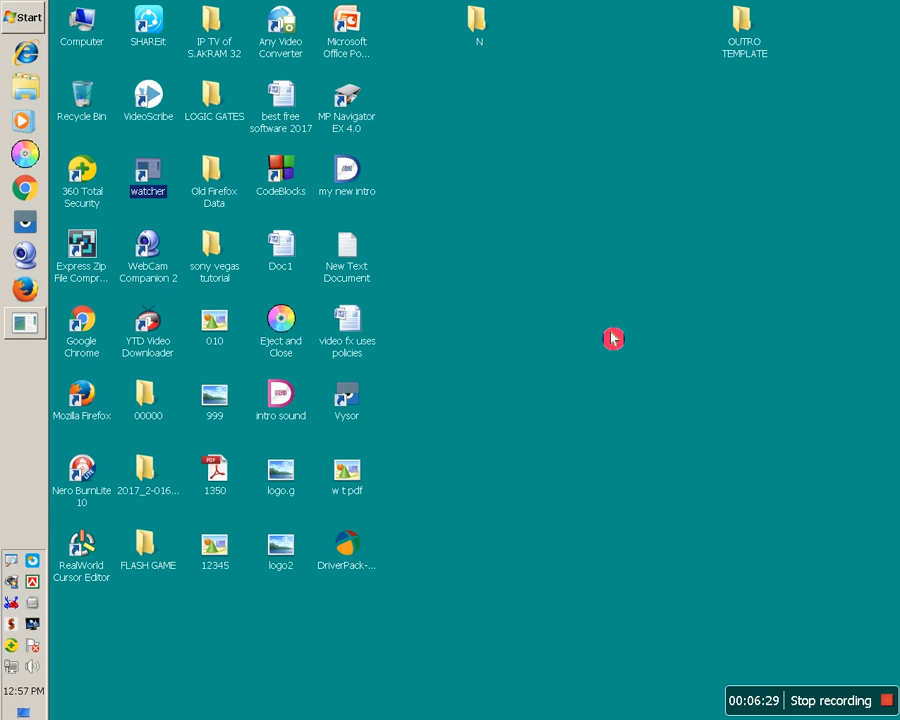 Start
Computer
SHAREit
IP TV of
S.AKRAM 32
Any Video
Converter
Microsoft
Office Po...
N
OUTRO
TEMPLATE
Recycle Bin
VideoScribe
LOGIC GATES
best free
software 2017
MP Navigator
EX 4.0
360 Total
Security
watcher
Old Firefox
Data
CodeBlocks
my new intro
Express Zip
File Compr...
WebCam
Companion 2
sony vegas
tutorial
Doc1
New Text
Document
Google
Chrome
YTD Video
Downloader
010
Eject and
Close
video fx uses
policies
Mozilla Firefox
00000
999
intro sound
Vysor
Nero BurnLite
10
2017_2-016...
PDF
1350
logo.g
w t pdf
RealWorld
Cursor Editor
FLASH GAME
12345
logo2
DriverPack-...
12:57 PM
00:06:29 Stop recording